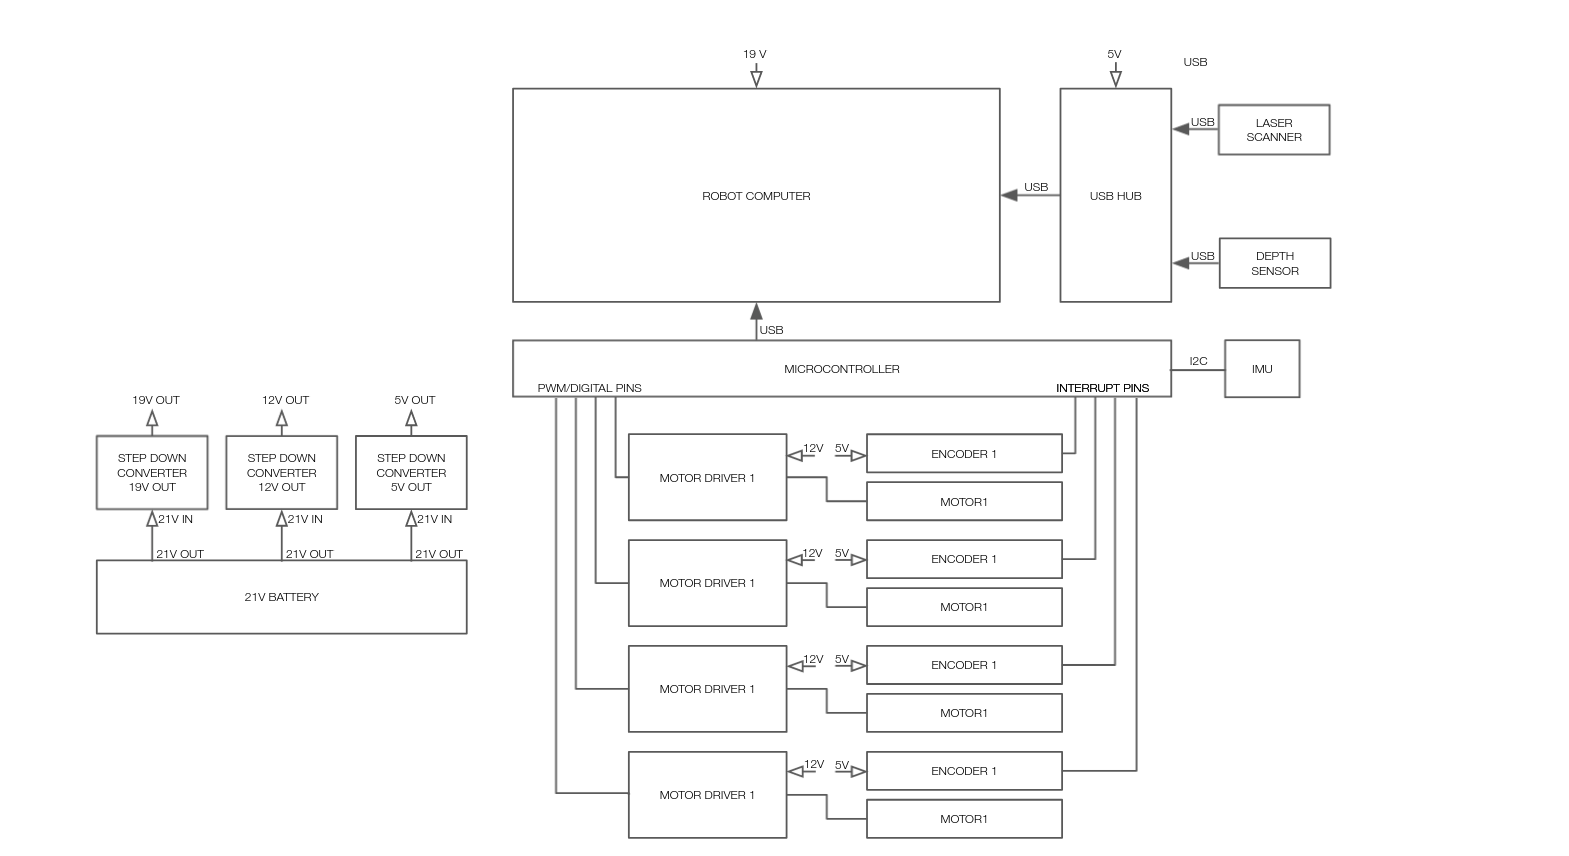 19 V
5V
USB
USB
LASER
SCANNER
ROBOT COMPUTER
USB
USB HUB
USB
DEPTH
SENSOR
USB
MICROCONTROLLER
PWM/DIGITAL PINS
INTERRUPT PINS
I2C
IMU
19V OUT
12V OUT
5V OUT
STEP DOWN
CONVERTER
19V OUT
STEP DOWN
CONVERTER
12V OUT
STEP DOWN
CONVERTER
5V OUT
21V IN
21V IN
21V IN
21V OUT
21V OUT
21V OUT
21V BATTERY
MOTOR DRIVER 1
12V
5V
ENCODER 1
MOTOR1
MOTOR DRIVER 1
12V
5V
ENCODER 1
MOTOR1
MOTOR DRIVER 1
12V
5V
ENCODER 1
MOTOR1
MOTOR DRIVER 1
12V
5V
ENCODER 1
MOTOR1